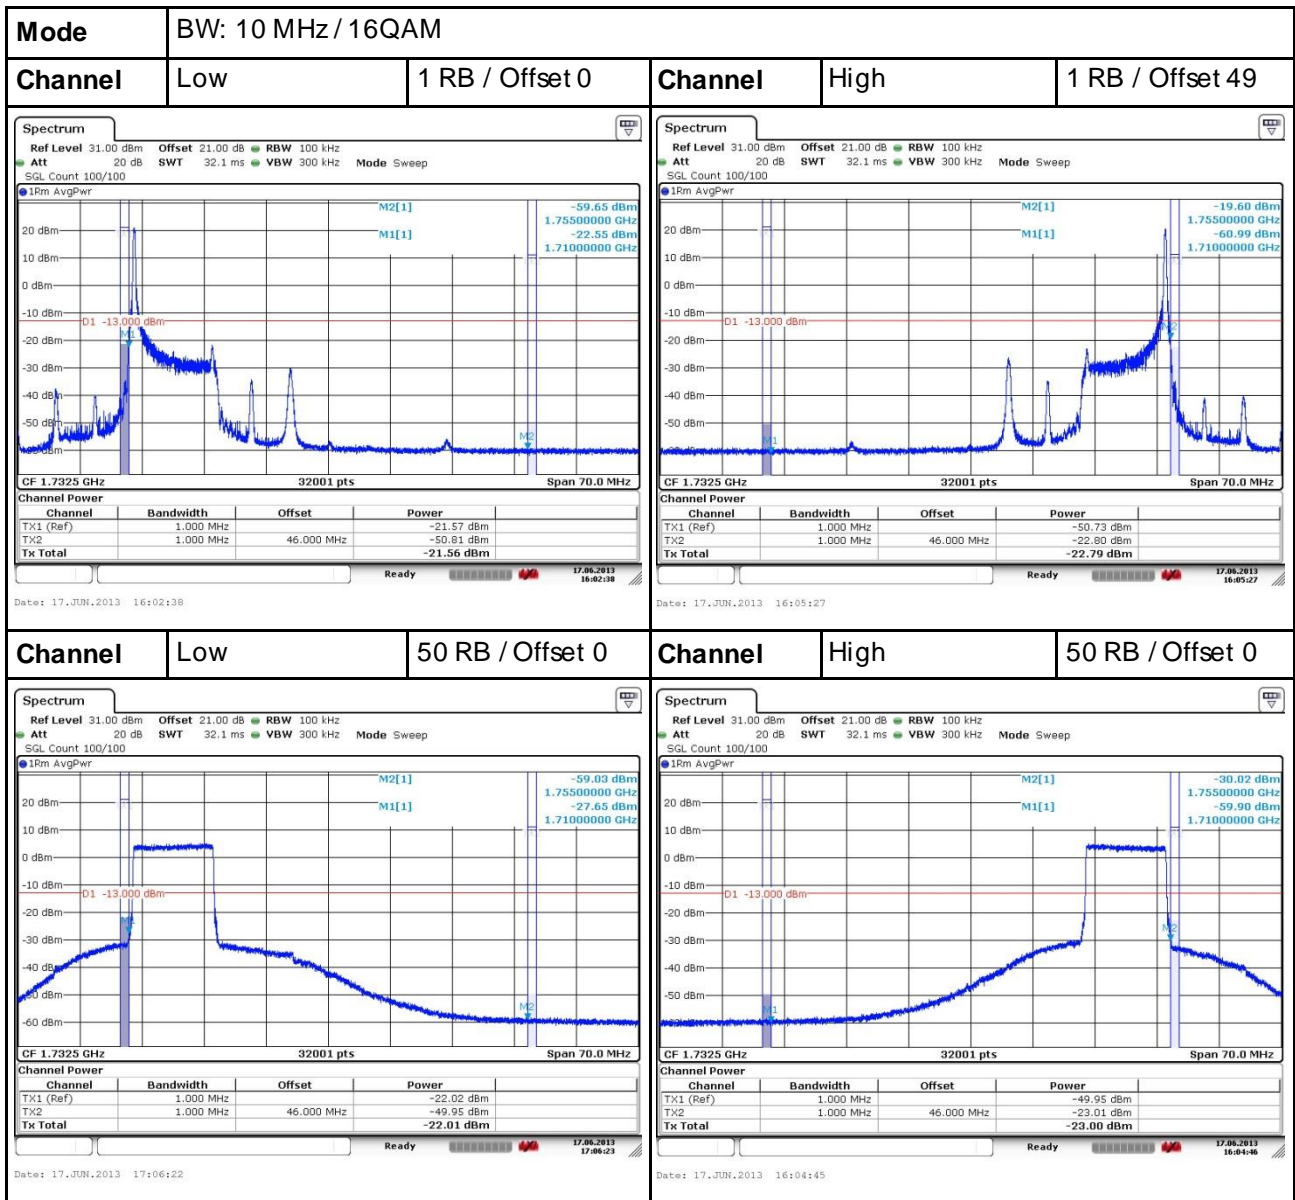 Mode BW: 10 MHz / 16QAM
Channel Low 1 RB / Offset 0 Channel High 1 RB / Offset 49
Spectrum
Ref Level 31.00 dBm Offset 21.00 dB RBW 100 kHz
Att 20 dB SWT 32.1 ms VBW 300 kHz Mode Sweep
SGL Count 100/100
1Rm AvgPwr
M2[1] -59.65 dBm
1.75500000 GHz
20 dBm M1[1] -22.55 dBm
1.71000000 GHz
10 dBm
0 dBm
-10 dBm
D1 -13.000 dBm
M1
-20 dBm
-30 dBm
-40 dBm
-50 dBm
M2
CF 1.7325 GHz 32001 pts Span 70.0 MHz
Channel Power
Channel Bandwidth Offset Power
TX1 (Ref) 1.000 MHz -21.57 dBm
TX2 1.000 MHz 46.000 MHz -50.81 dBm
Tx Total -21.56 dBm
Ready 17.06.2013
16:02:38
Date: 17.JUN.2013 16:02:38
Spectrum
Ref Level 31.00 dBm Offset 21.00 dB RBW 100 kHz
Att 20 dB SWT 32.1 ms VBW 300 kHz Mode Sweep
SGL Count 100/100
1Rm AvgPwr
M2[1] -19.60 dBm
1.75500000 GHz
20 dBm M1[1] -60.99 dBm
1.71000000 GHz
10 dBm
0 dBm
-10 dBm
D1 -13.000 dBm
M2
-20 dBm
-30 dBm
-40 dBm
-50 dBm
M1
CF 1.7325 GHz 32001 pts Span 70.0 MHz
Channel Power
Channel Bandwidth Offset Power
TX1 (Ref) 1.000 MHz -50.73 dBm
TX2 1.000 MHz 46.000 MHz -22.80 dBm
Tx Total -22.79 dBm
Ready 17.06.2013
16:05:27
Date: 17.JUN.2013 16:05:27
Channel Low 50 RB / Offset 0 Channel High 50 RB / Offset 0
Spectrum
Ref Level 31.00 dBm Offset 21.00 dB RBW 100 kHz
Att 20 dB SWT 32.1 ms VBW 300 kHz Mode Sweep
SGL Count 100/100
1Rm AvgPwr
M2[1] -59.03 dBm
1.75500000 GHz
20 dBm M1[1] -27.65 dBm
1.71000000 GHz
10 dBm
0 dBm
-10 dBm
D1 -13.000 dBm
-20 dBm
M1
-30 dBm
-40 dBm
-50 dBm
M2
-60 dBm
CF 1.7325 GHz 32001 pts Span 70.0 MHz
Channel Power
Channel Bandwidth Offset Power
TX1 (Ref) 1.000 MHz -22.02 dBm
TX2 1.000 MHz 46.000 MHz -49.95 dBm
Tx Total -22.01 dBm
Ready 17.06.2013
17:06:23
Date: 17.JUN.2013 17:06:22
Spectrum
Ref Level 31.00 dBm Offset 21.00 dB RBW 100 kHz
Att 20 dB SWT 32.1 ms VBW 300 kHz Mode Sweep
SGL Count 100/100
1Rm AvgPwr
M2[1] -30.02 dBm
1.75500000 GHz
20 dBm M1[1] -59.90 dBm
1.71000000 GHz
10 dBm
0 dBm
-10 dBm
D1 -13.000 dBm
-20 dBm
M2
-30 dBm
-40 dBm
-50 dBm
M1
CF 1.7325 GHz 32001 pts Span 70.0 MHz
Channel Power
Channel Bandwidth Offset Power
TX1 (Ref) 1.000 MHz -49.95 dBm
TX2 1.000 MHz 46.000 MHz -23.01 dBm
Tx Total -23.00 dBm
Ready 17.06.2013
16:04:46
Date: 17.JUN.2013 16:04:45